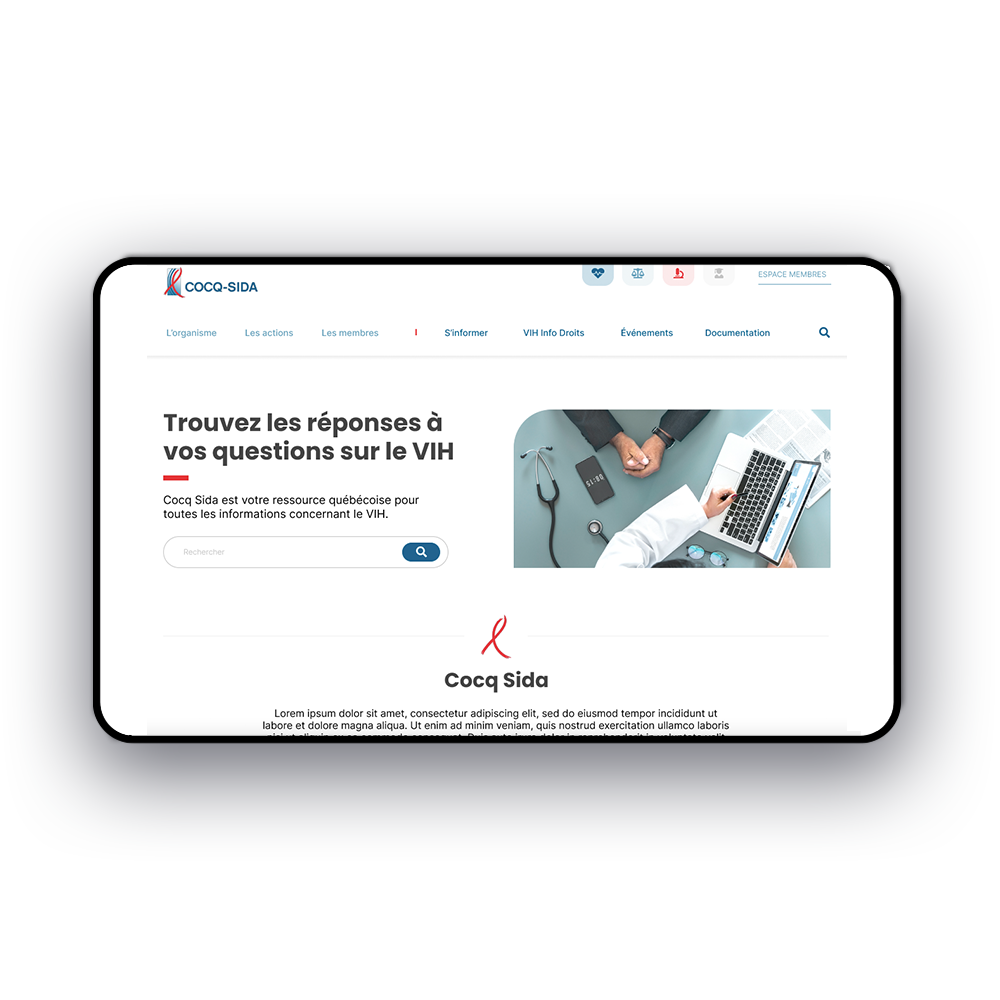 COCQ-SIDA
ESPACE MEMBRES
L'organisme Les actions Les membres S'informer VIH Info Droits Événements Documentation
Trouvez les réponses à
vos questions sur le VIH
Cocq Sida est votre ressource québécoise pour
toutes les informations concernant le VIH.
Rechercher
08:15
Cocq Sida
Lorem ipsum dolor sit amet, consectetur adipiscing elit, sed do eiusmod tempor incididunt ut
labore et dolore magna aliqua. Ut enim ad minim veniam, quis nostrud exercitation ullamco laboris